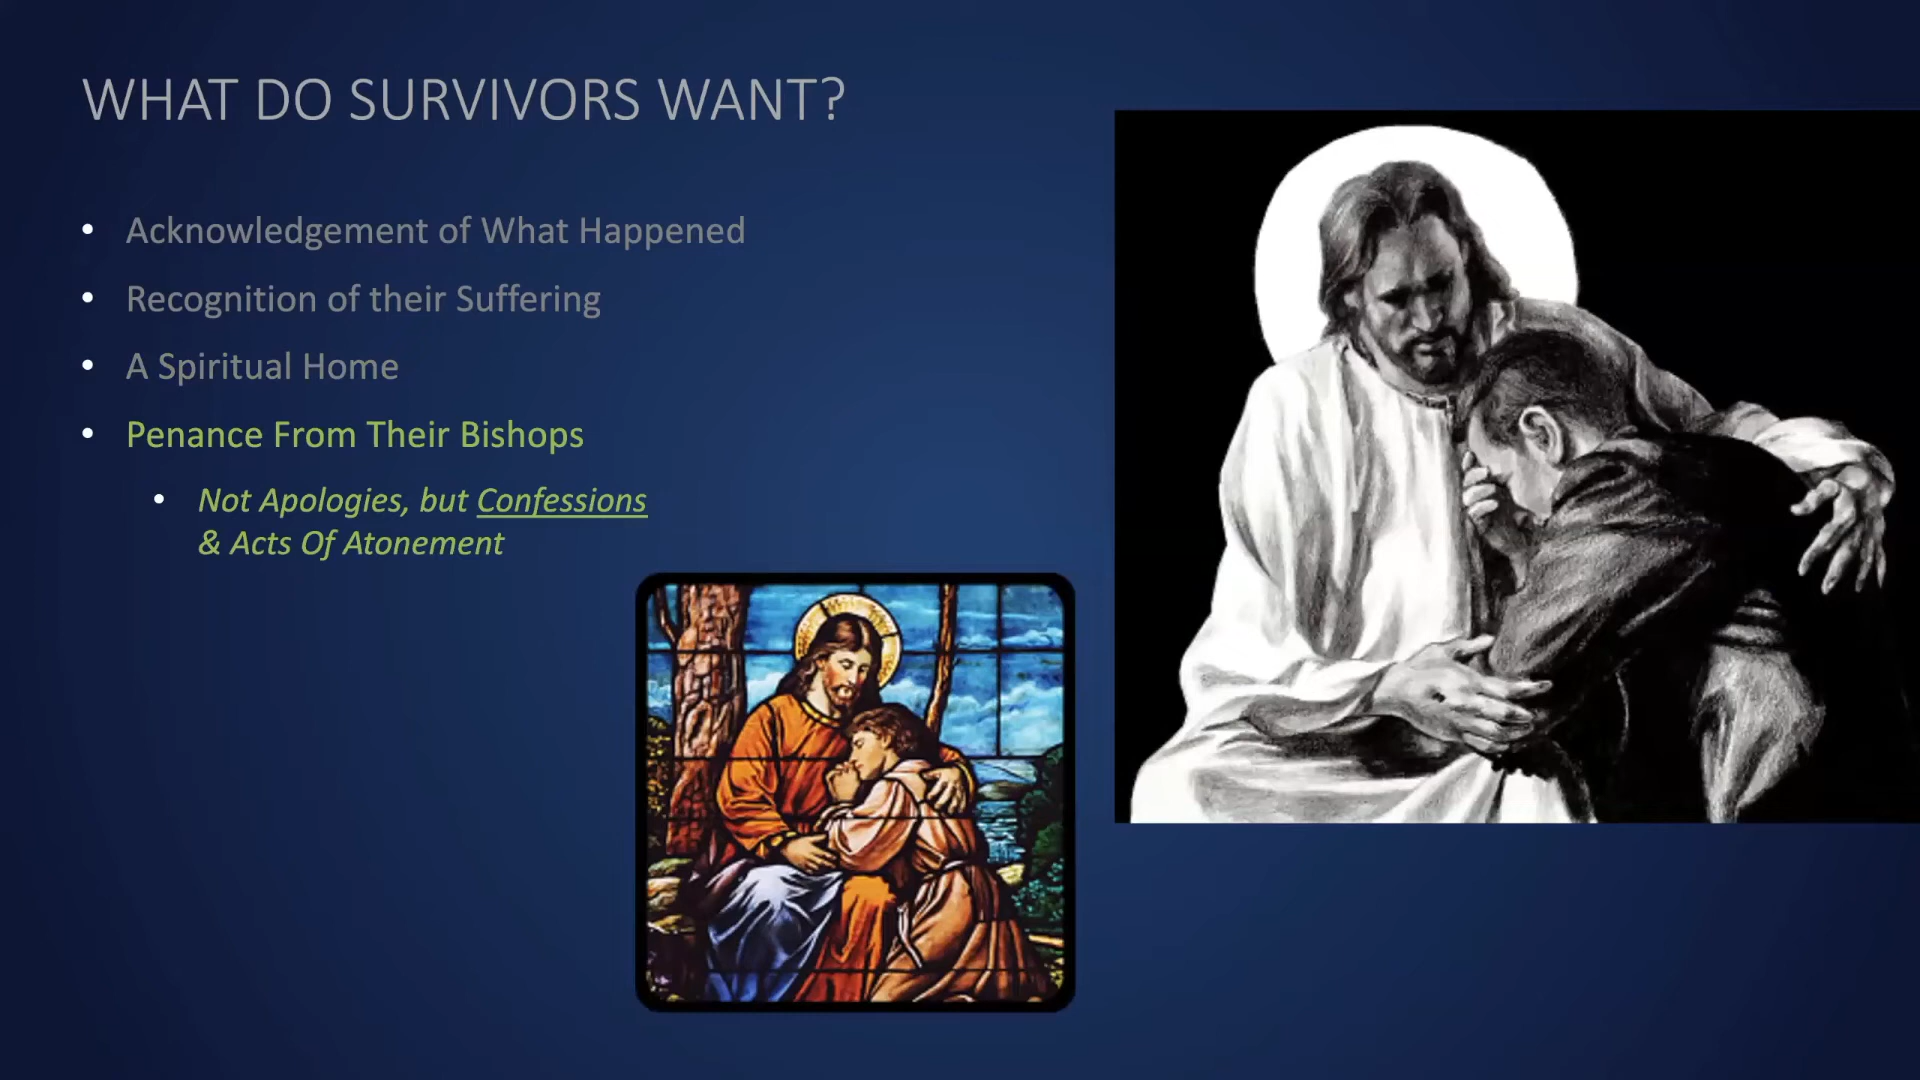 WHAT DO SURVIVORS WANT?
• Acknowledgement of What Happened
• Recognition of their Suffering
• A Spiritual Home
• Penance From Their Bishops
• Not Apologies, but Confessions
& Acts Of Atonement